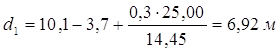 d₁ = 10,1 − 3,7 + (0,3 · 25,00) / 14,45 = 6,92 м